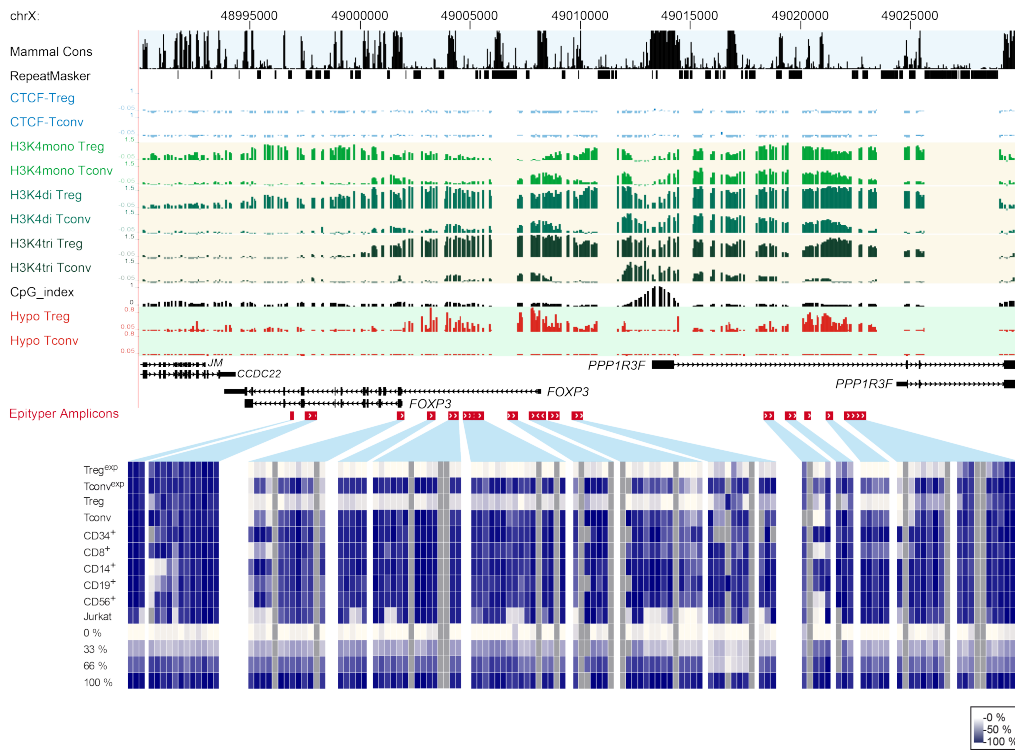 chrX: 48995000 49000000 49005000 49010000 49015000 49020000 49025000
Mammal Cons
RepeatMasker
CTCF-Treg
CTCF-Tconv
H3K4mono Treg
H3K4mono Tconv
H3K4di Treg
H3K4di Tconv
H3K4tri Treg
H3K4tri Tconv
CpG_index
Hypo Treg
Hypo Tconv
JM PPP1R3F
CCDC22 PPP1R3F
FOXP3
FOXP3
Epityper Amplicons
Treg^exp
Tconv^exp
Treg
Tconv
CD34+
CD8+
CD14+
CD19+
CD56+
Jurkat
0 %
33 %
66 %
100 %
-0 %
-50 %
-100 %